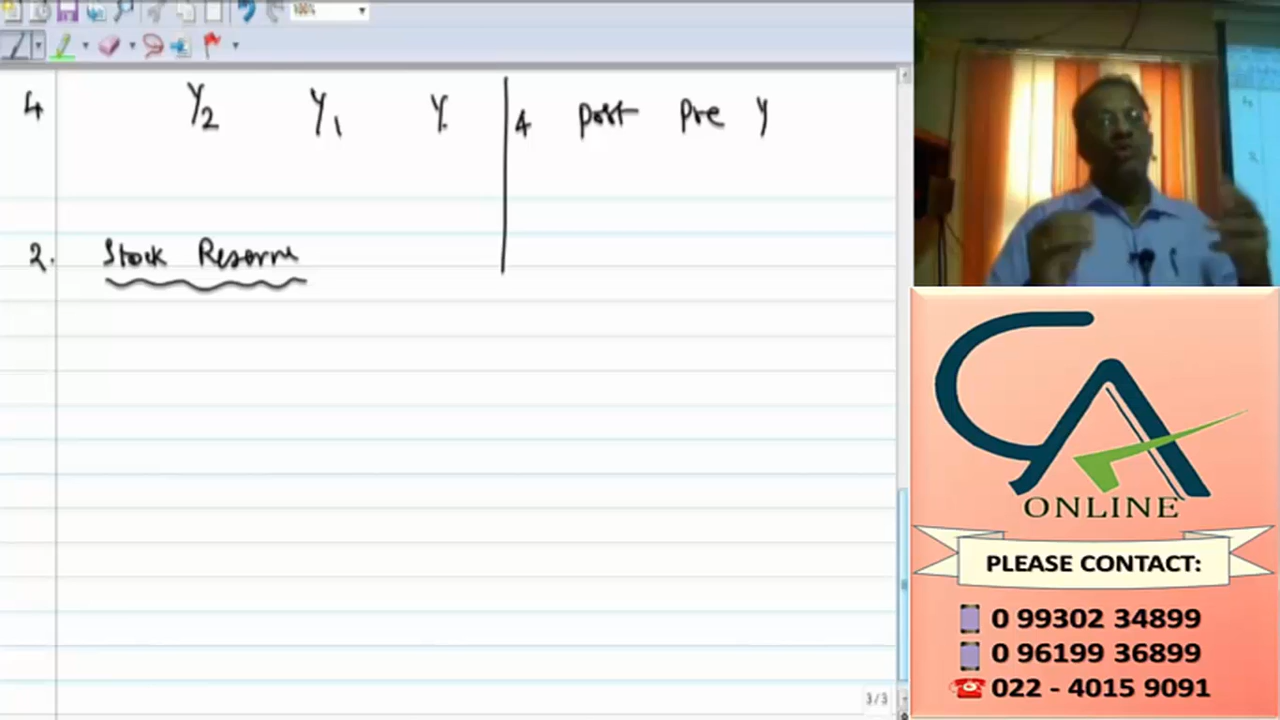 100%
4 Y2 Y1 Y. 4 Post Pre Y
2. Stock Reserve
3/3
CA
ONLINE
PLEASE CONTACT:
0 99302 34899
0 96199 36899
022 - 4015 9091